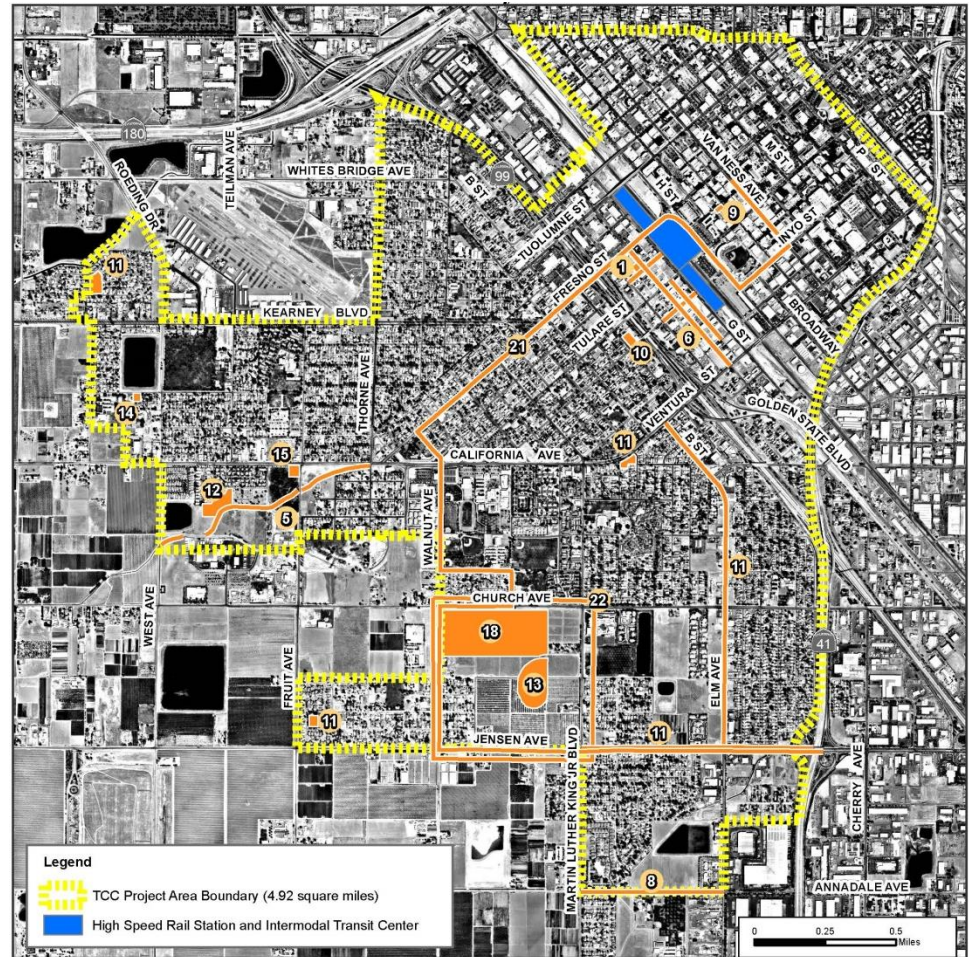 180
ROEDING DR
TEILMAN AVE
WHITES BRIDGE AVE
B ST
99
TUOLUMNE ST
H ST
VAN NESS AVE
M ST
P ST
9
INYO ST
11
KEARNEY BLVD
FRESNO ST
1
BROADWAY
G ST
6
TULARE ST
10
21
THORNE AVE
VENTURA ST
GOLDEN STATE BLVD
14
15
CALIFORNIA AVE
11
B ST
12
5
WALNUT AVE
11
CHURCH AVE
22
WEST AVE
18
41
FRUIT AVE
13
ELM AVE
11
JENSEN AVE
11
MARTIN LUTHER KING JR BLVD
CHERRY AVE
8
ANNADALE AVE
Legend
TCC Project Area Boundary (4.92 square miles)
High Speed Rail Station and Intermodal Transit Center
0 0.25 0.5
Miles